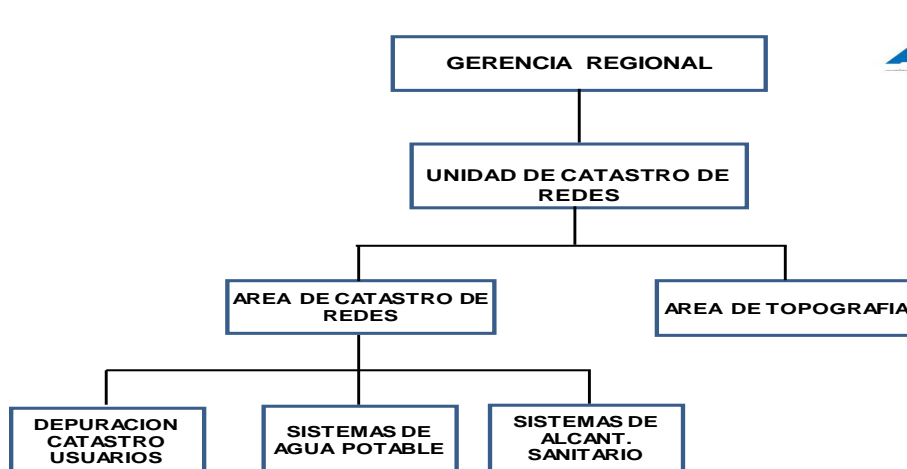 GERENCIA REGIONAL
UNIDAD DE CATASTRO DE
REDES
AREA DE CATASTRO DE
REDES
AREA DE TOPOGRAFIA
DEPURACION
CATASTRO
USUARIOS
SISTEMAS DE
AGUA POTABLE
SISTEMAS DE
ALCANT.
SANITARIO